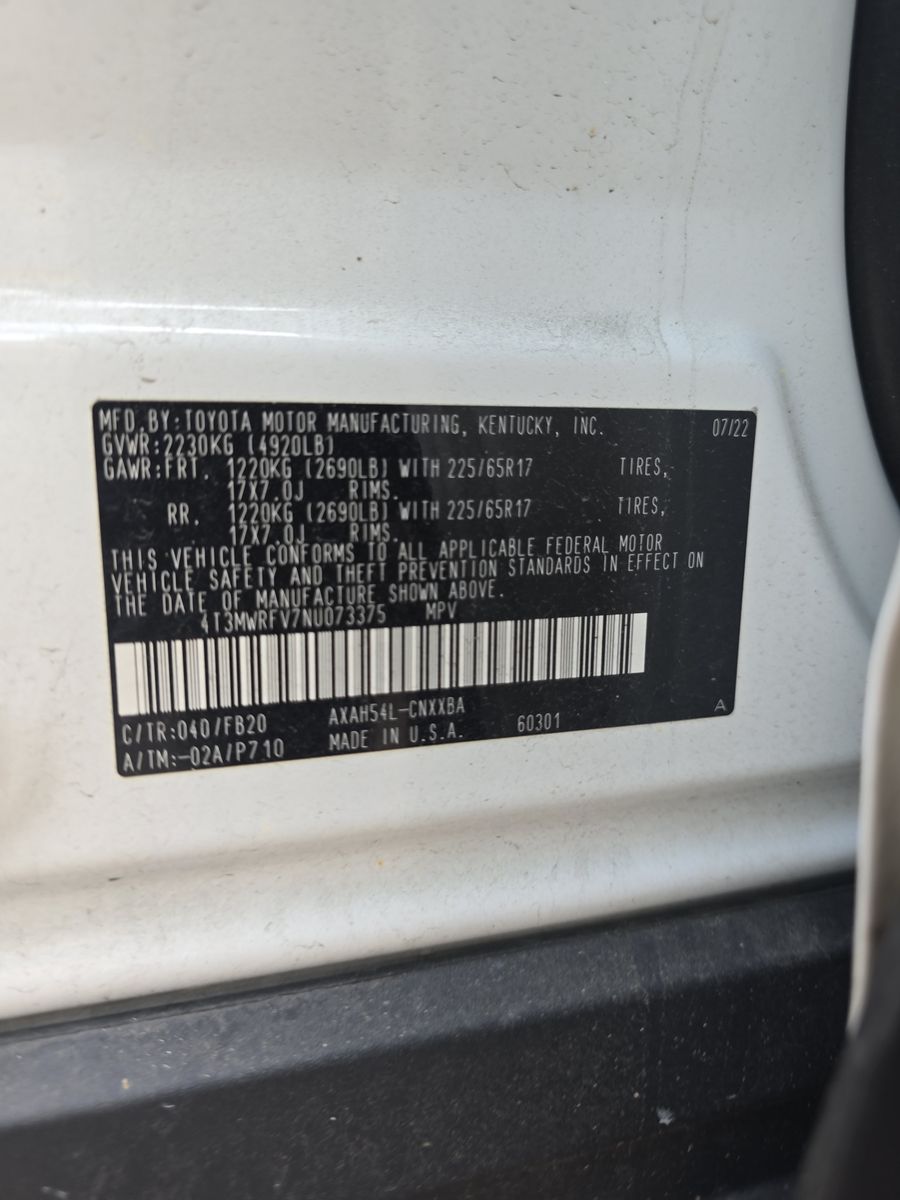 MFD.BY:TOYOTA MOTOR MANUFACTURING, KENTUCKY, INC. 07/22
GVWR:2230KG (4920LB)
GAWR:FRT. 1220KG (2690LB) WITH 225/65R17 TIRES,
17X7.0J RIMS.
RR. 1220KG (2690LB) WITH 225/65R17 TIRES,
17X7.0J RIMS.
THIS VEHICLE CONFORMS TO ALL APPLICABLE FEDERAL MOTOR
VEHICLE SAFETY AND THEFT PREVENTION STANDARDS IN EFFECT ON
THE DATE OF MANUFACTURE SHOWN ABOVE.
4T3MWRFV7NU073375 MPV
C/TR:040/FB20 AXAH54L-CNXXBA 60301 A
A/TM:-02A/P710 MADE IN U.S.A.